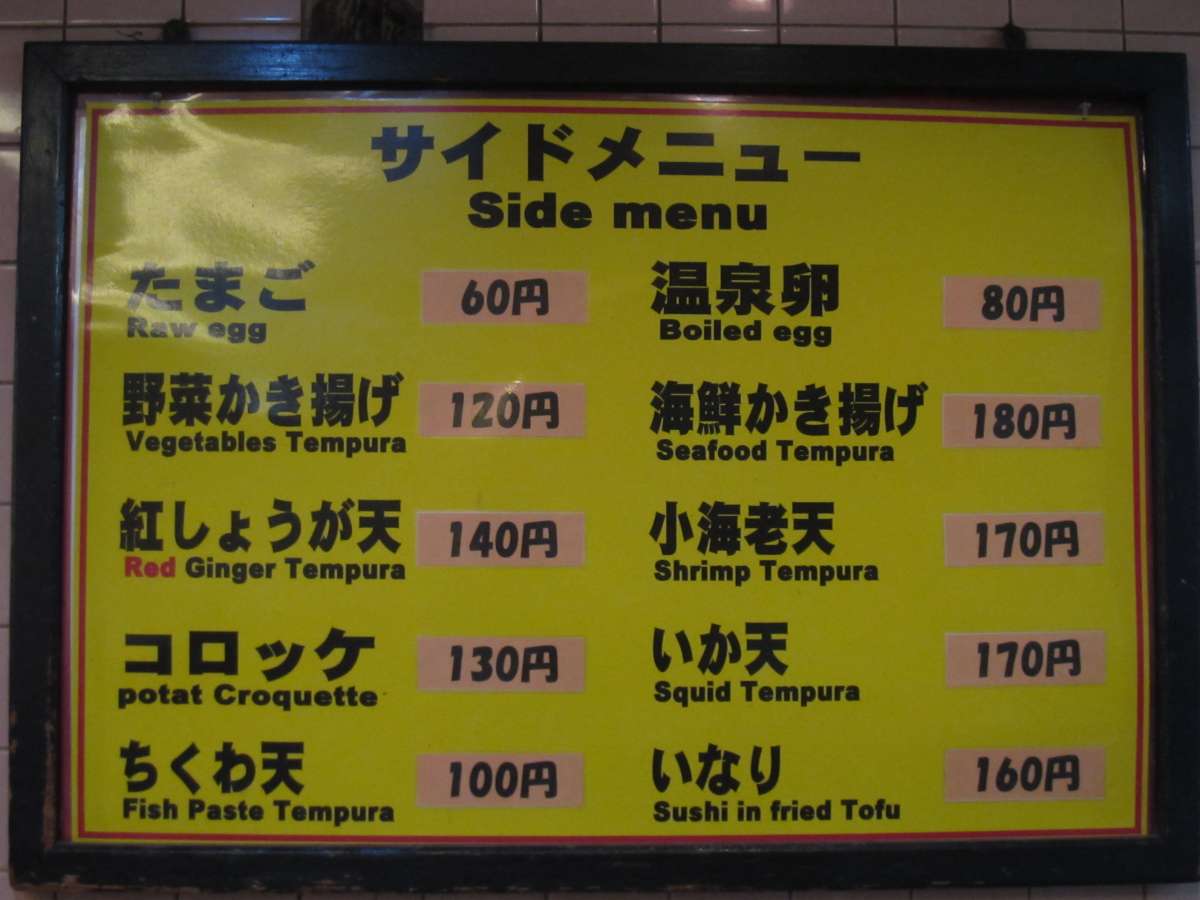 サイドメニュー
Side menu
たまご 60円
Raw egg
温泉卵 80円
Boiled egg
野菜かき揚げ 120円
Vegetables Tempura
海鮮かき揚げ 180円
Seafood Tempura
紅しょうが天 140円
Red Ginger Tempura
小海老天 170円
Shrimp Tempura
コロッケ 130円
potat Croquette
いか天 170円
Squid Tempura
ちくわ天 100円
Fish Paste Tempura
いなり 160円
Sushi in fried Tofu